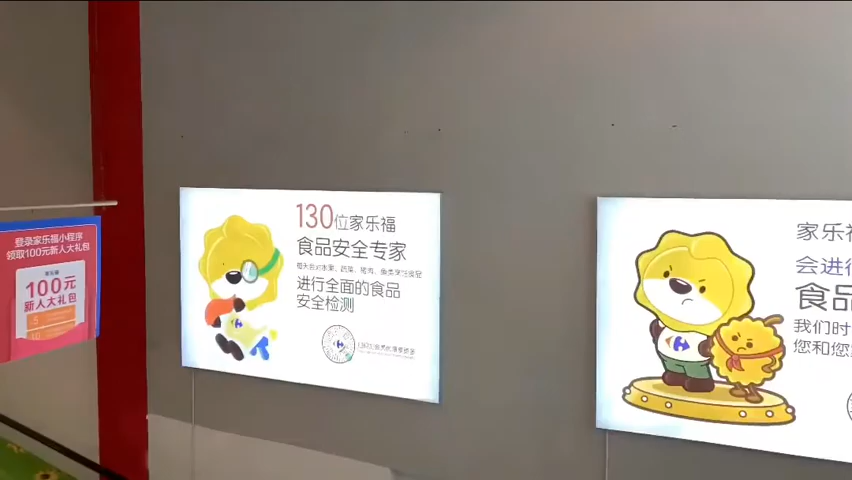 登录家乐福小程序
领取100元新人大礼包
100元
新人大礼包
130位家乐福
食品安全专家
进行全面的食品
安全检测
家乐福
会进行
食品
我们时
您和您